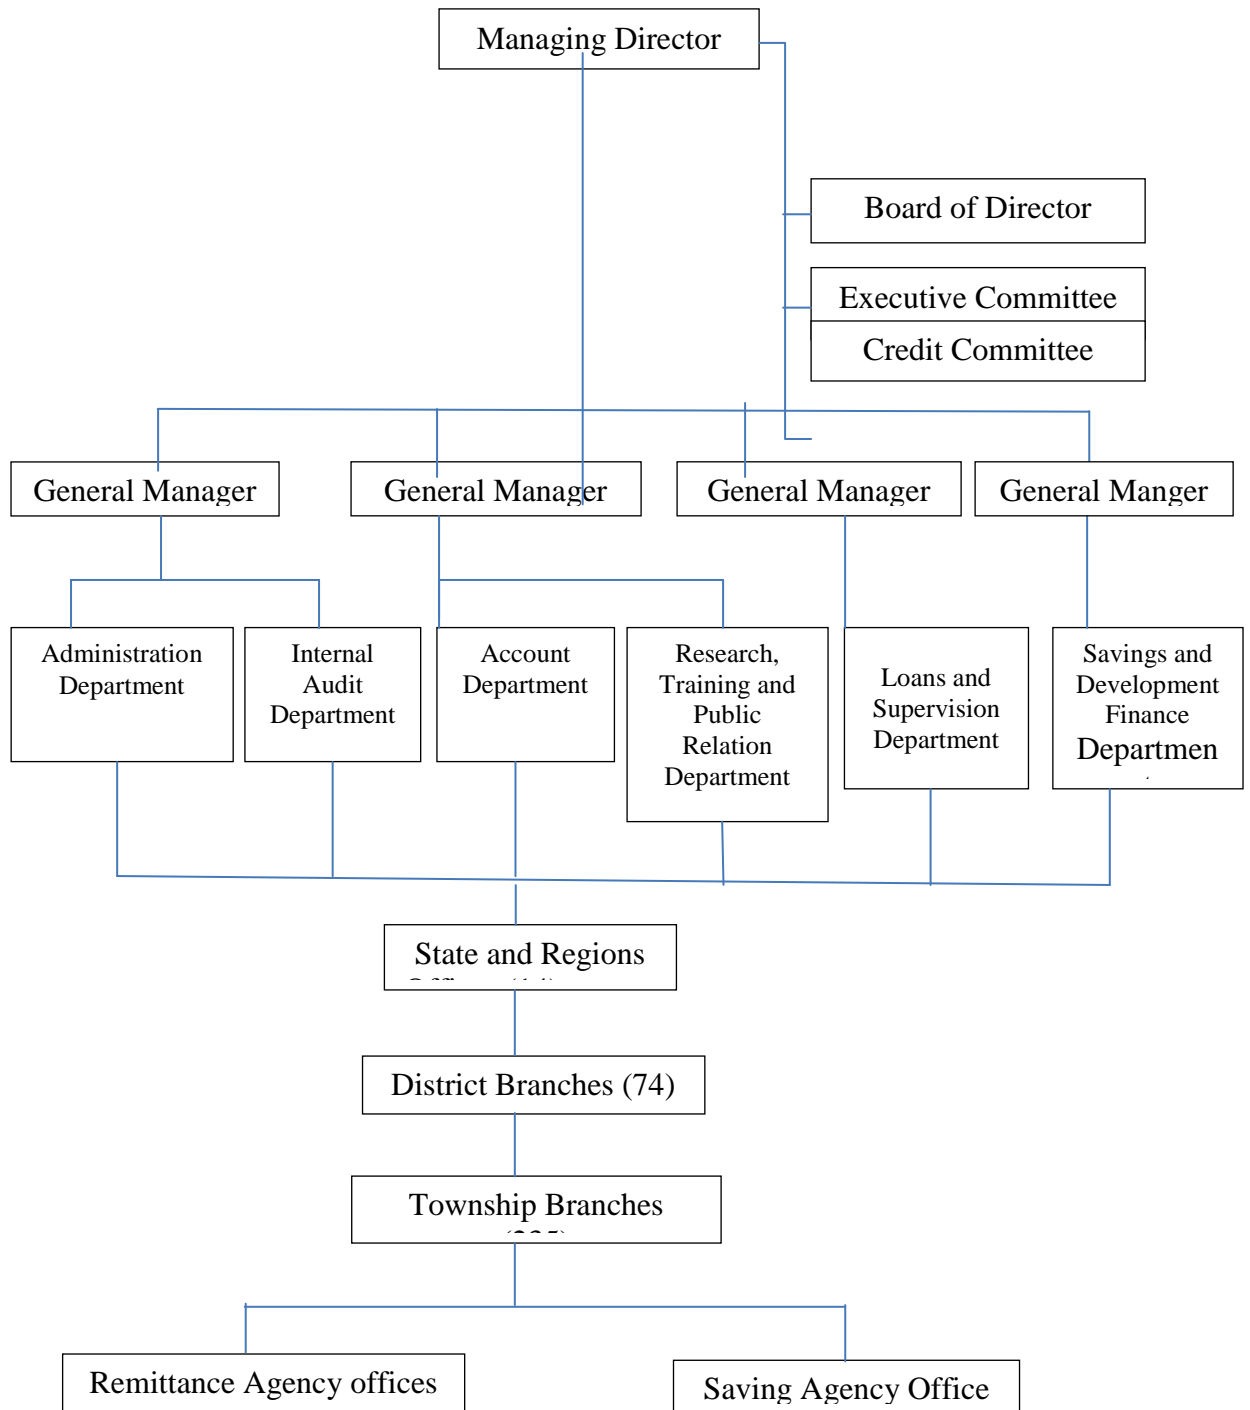 Managing Director
Board of Director
Executive Committee
Credit Committee
General Manager
General Manager
General Manager
General Manger
Administration
Department
Internal
Audit
Department
Account
Department
Research,
Training and
Public
Relation
Department
Loans and
Supervision
Department
Savings and
Development
Finance
Departmen
State and Regions
District Branches (74)
Township Branches
Remittance Agency offices
Saving Agency Office